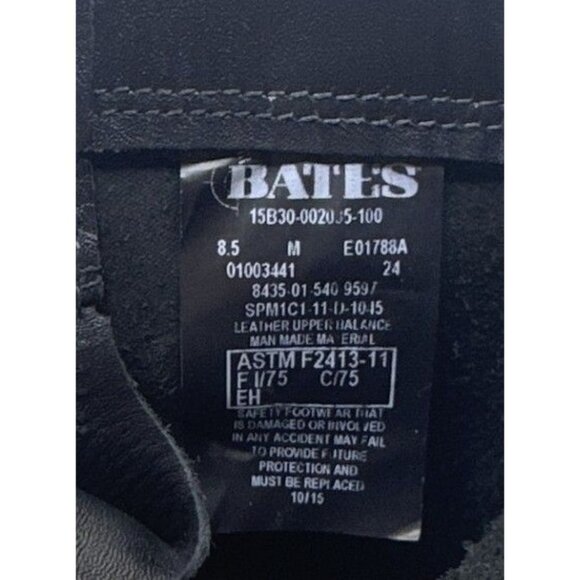 BATES
15B30-002035-100
8.5 M E01788A
01003441 24
8435-01-540-9597
SPM1C1-11-D-1045
LEATHER UPPER BALANCE
MAN MADE MATERIAL
ASTM F2413-11
F I/75 C/75
EH
SAFETY FOOTWEAR THAT
IS DAMAGED OR INVOLVED
IN ANY ACCIDENT MAY FAIL
TO PROVIDE FUTURE
PROTECTION AND
MUST BE REPLACED
10/15